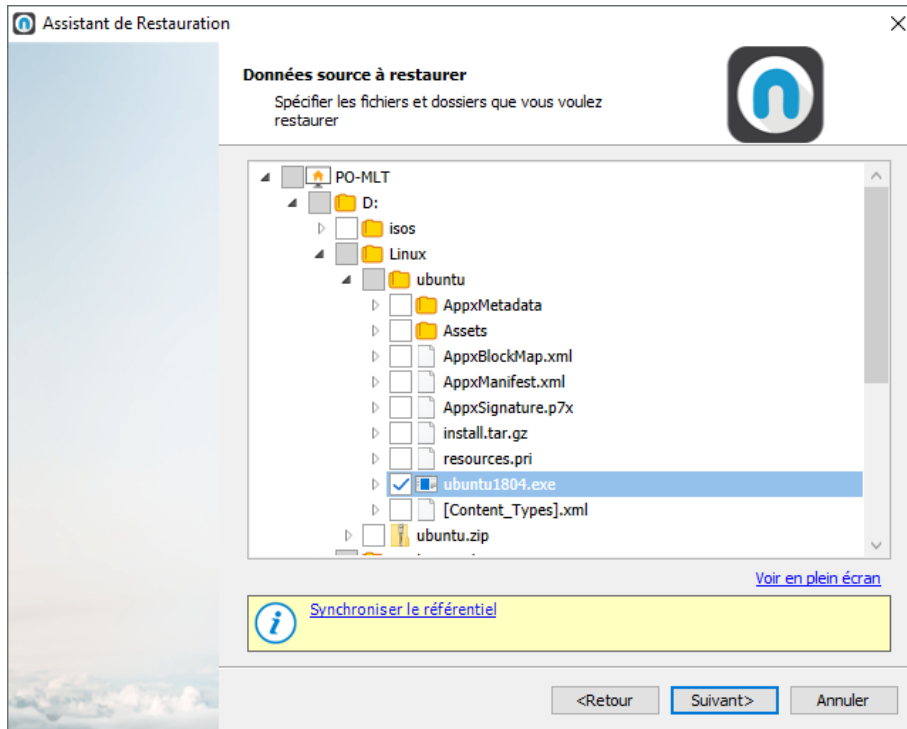 Assistant de Restauration
Données source à restaurer
Spécifier les fichiers et dossiers que vous voulez
restaurer
PO-MLT
D:
isos
Linux
ubuntu
AppxMetadata
Assets
AppxBlockMap.xml
AppxManifest.xml
AppxSignature.p7x
install.tar.gz
resources.pri
ubuntu1804.exe
[Content_Types].xml
ubuntu.zip
Voir en plein écran
Synchroniser le référentiel
<Retour
Suivant>
Annuler